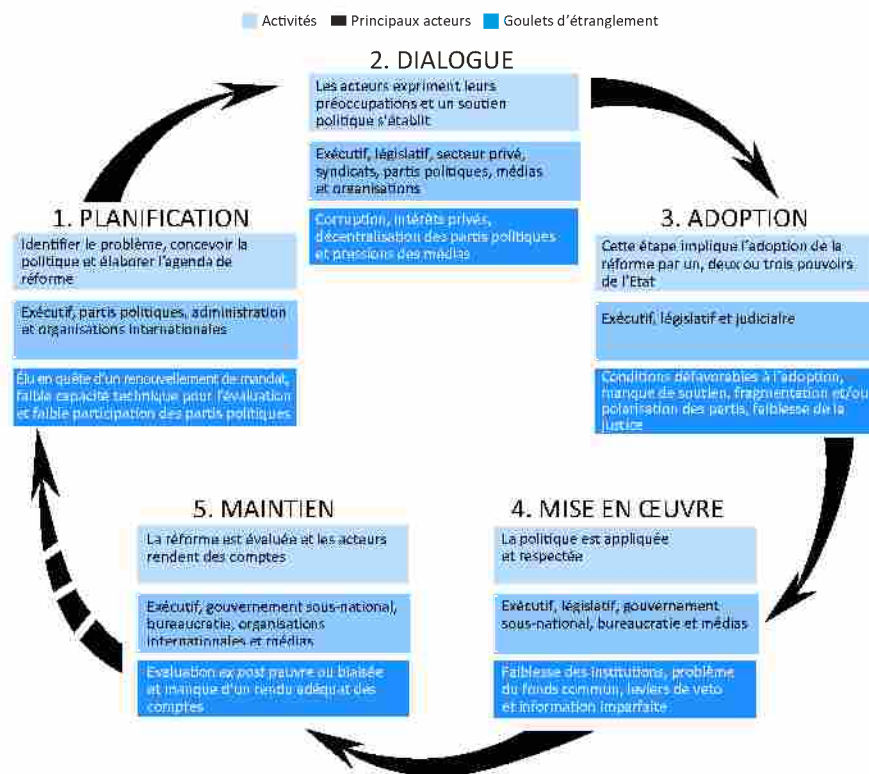 Activités Principaux acteurs Goulets d'étranglement
2. DIALOGUE
Les acteurs expriment leurs
préoccupations et un soutien
politique s'établit
Exécutif, législatif, secteur privé,
syndicats, partis politiques, médias
et organisations
Corruption, intérêts privés,
décentralisation des partis politiques
et pressions des médias
1. PLANIFICATION
Identifier le problème, concevoir la
politique et élaborer l'agenda de
réforme
Exécutif, partis politiques, administration
et organisations internationales
Élu en quête d'un renouvellement de mandat,
faible capacité technique pour l'évaluation
et faible participation des partis politiques
3. ADOPTION
Cette étape implique l'adoption de la
réforme par un, deux ou trois pouvoirs
de l'Etat
Exécutif, législatif et judiciaire
Conditions défavorables à l'adoption,
manque de soutien, fragmentation et/ou
polarisation des partis, faiblesse de la
justice
5. MAINTIEN
La réforme est évaluée et les acteurs
rendent des comptes
Exécutif, gouvernement sous-national,
bureaucratie, organisations
internationales et médias
Evaluation ex post pauvre ou biaisée
et manque d'un rendu adéquat des
comptes
4. MISE EN ŒUVRE
La politique est appliquée
et respectée
Exécutif, législatif, gouvernement
sous-national, bureaucratie et médias
Faiblesse des institutions, problème
du fonds commun, leviers de veto
et information imparfaite